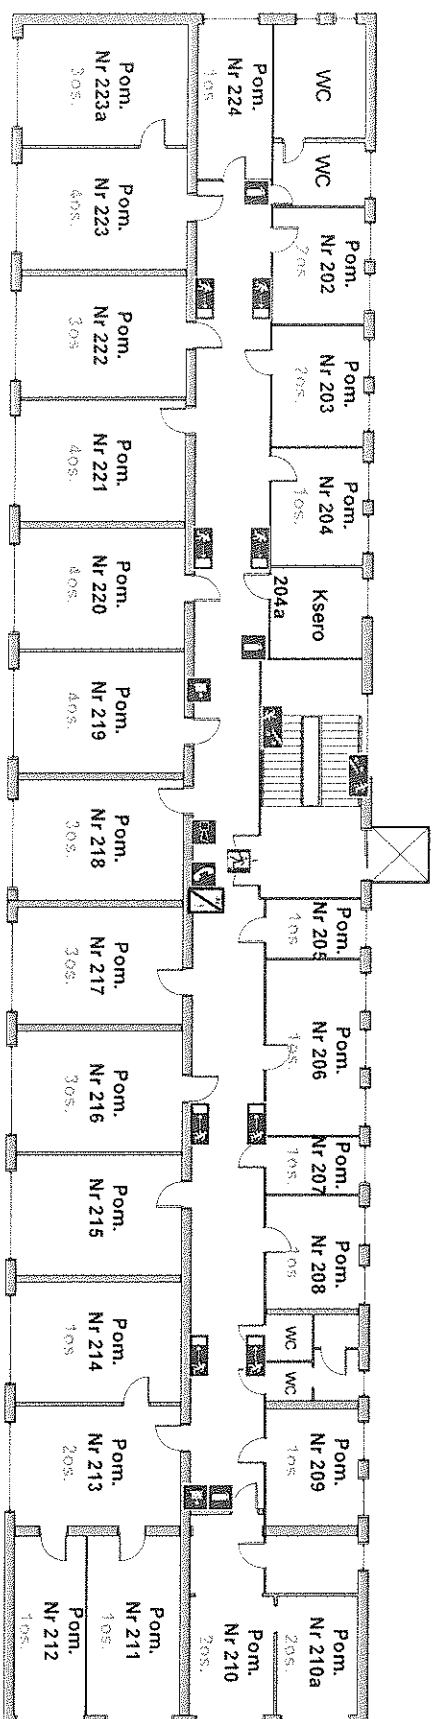 Pom.
Nr 223a
3os.
Pom.
Nr 224
1os
WC
WC
Pom.
Nr 223
4os.
Pom.
Nr 202
2os
Pom.
Nr 222
3os
Pom.
Nr 203
2os.
Pom.
Nr 221
4os.
Pom.
Nr 204
1os.
Pom.
Nr 220
4os.
Ksero
204a
Pom.
Nr 219
4os.
Pom.
Nr 218
3os.
Pom.
Nr 205
1os
Pom.
Nr 217
3os.
Pom.
Nr 206
1os.
Pom.
Nr 216
3os.
Pom.
Nr 207
1os.
Pom.
Nr 215
Pom.
Nr 208
1os
Pom.
Nr 214
1os
WC
WC
Pom.
Nr 213
2os.
Pom.
Nr 209
1os
Pom.
Nr 212
1os.
Pom.
Nr 211
1os.
Pom.
Nr 210
2os.
Pom.
Nr 210a
2os.